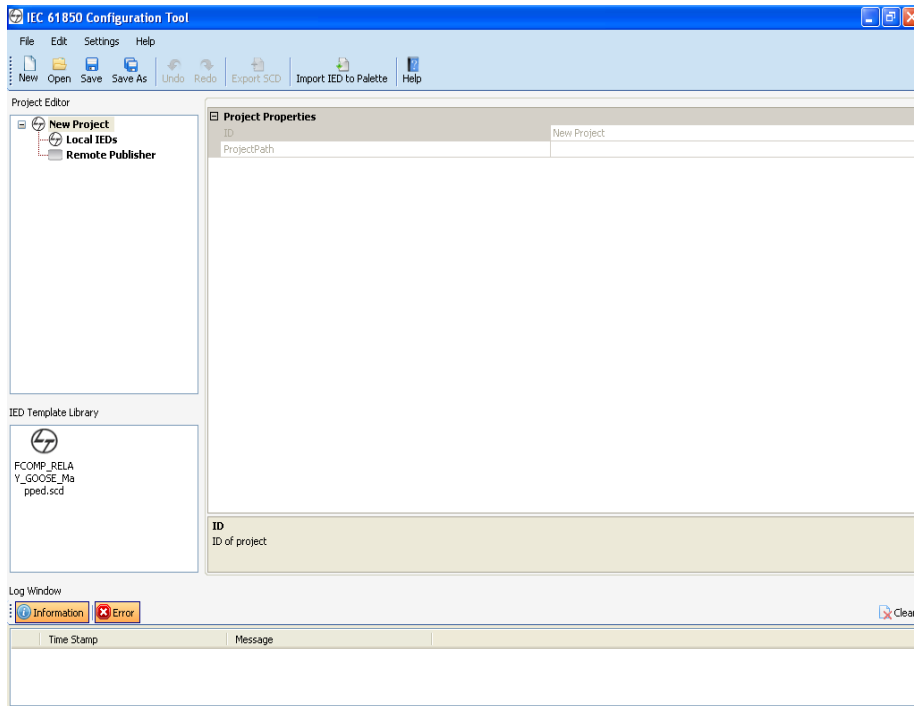 IEC 61850 Configuration Tool
File Edit Settings Help
New Open Save Save As Undo Redo Export SCD Import IED to Palette Help
Project Editor
New Project
Local IEDs
Remote Publisher
Project Properties
ID New Project
ProjectPath
IED Template Library
FCOMP_RELA
Y_GOOSE_Ma
pped.scd
ID
ID of project
Log Window
Information Error Clear
Time Stamp Message